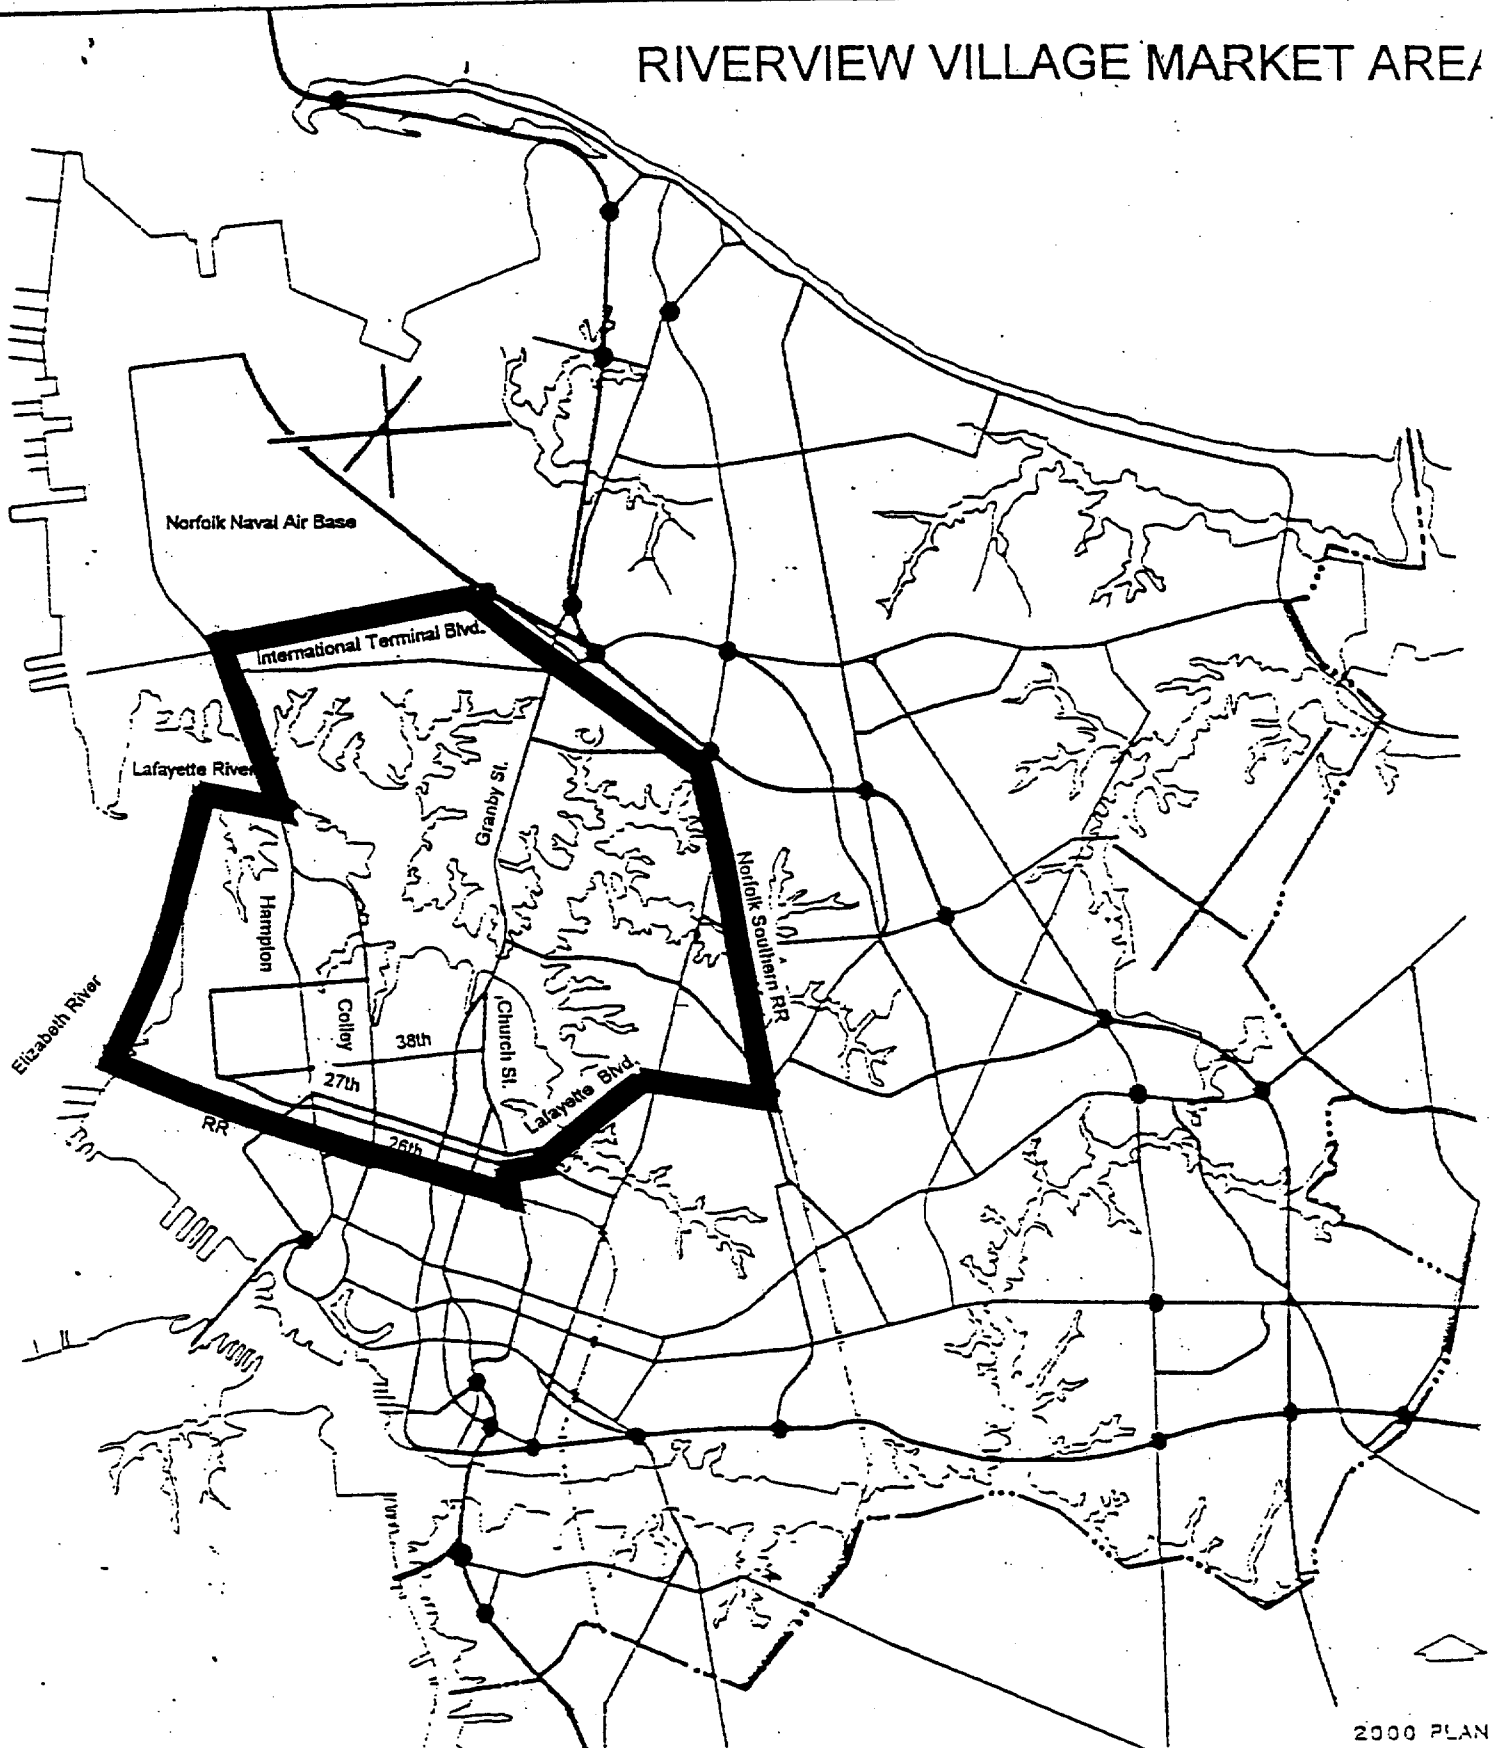 RIVERVIEW VILLAGE MARKET AREA
Norfolk Naval Air Base
International Terminal Blvd.
Lafayette River
Granby St.
Norfolk Southern RR
Hampton
Elizabeth River
Colley
Church St.
38th
27th
Lafayette Blvd.
RR
26th
2000 PLAN